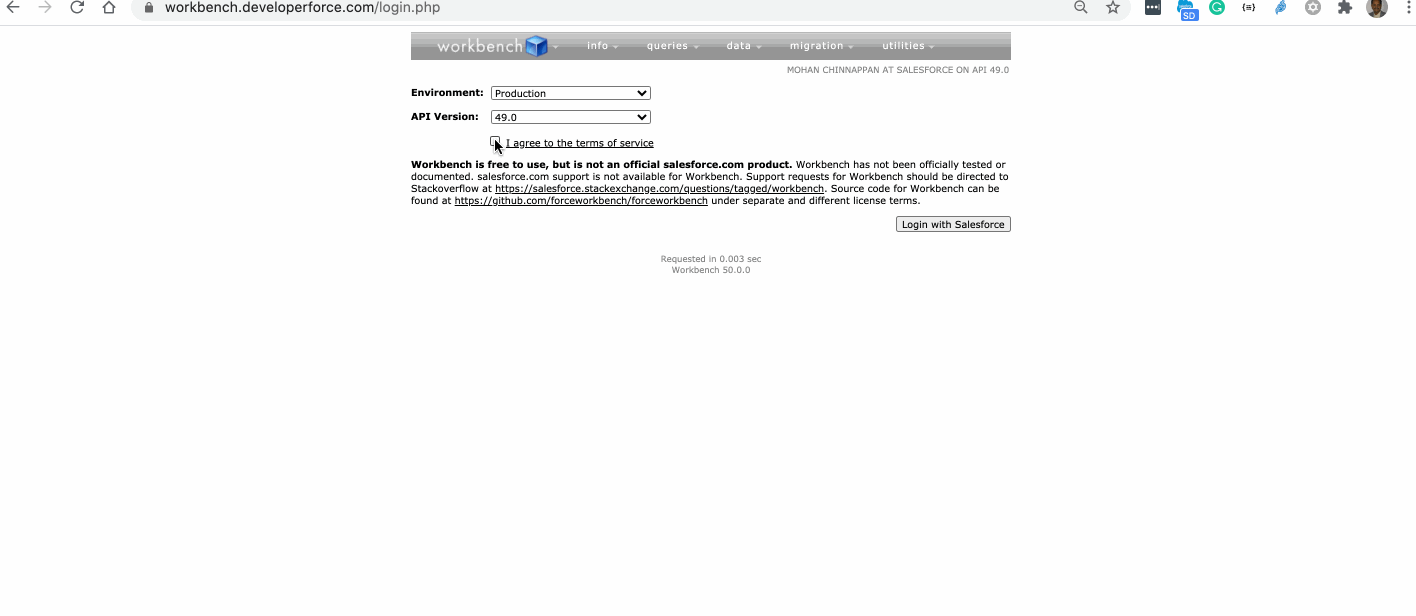 workbench.developerforce.com/login.php
SD
workbench info queries data migration utilities
MOHAN CHINNAPPAN AT SALESFORCE ON API 49.0
Environment: Production
API Version: 49.0
I agree to the terms of service
Workbench is free to use, but is not an official salesforce.com product. Workbench has not been officially tested or
documented. salesforce.com support is not available for Workbench. Support requests for Workbench should be directed to
Stackoverflow at https://salesforce.stackexchange.com/questions/tagged/workbench. Source code for Workbench can be
found at https://github.com/forceworkbench/forceworkbench under separate and different license terms.
Login with Salesforce
Requested in 0.003 sec
Workbench 50.0.0